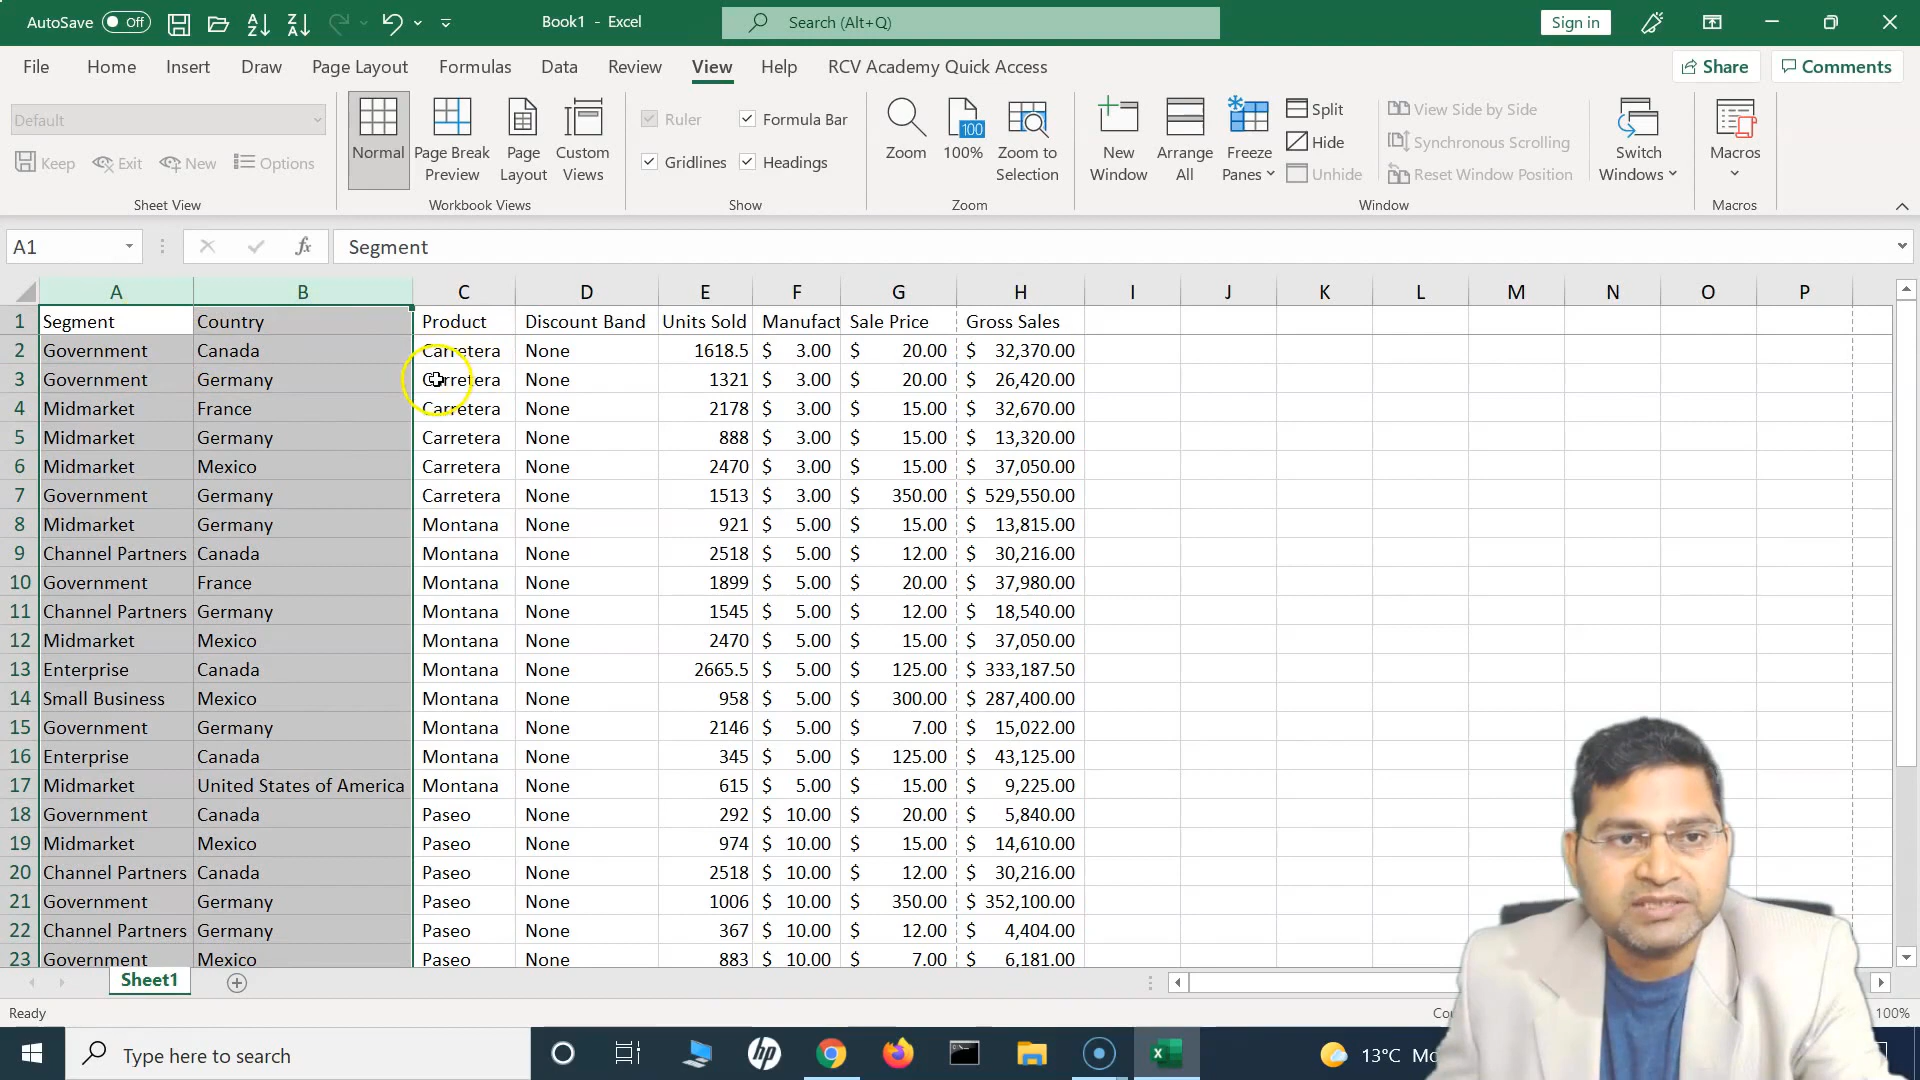 AutoSave Off Book1 - Excel Search (Alt+Q) Sign in
File Home Insert Draw Page Layout Formulas Data Review View Help RCV Academy Quick Access Share Comments
Default
Keep Exit New Options
Sheet View
Normal
Page Break Preview
Page Layout
Custom Views
Workbook Views
Ruler Formula Bar
Gridlines Headings
Show
Zoom
100 100%
Zoom to Selection
Zoom
New Window
Arrange All
Freeze Panes
Split
Hide
Unhide
View Side by Side
Synchronous Scrolling
Reset Window Position
Switch Windows
Window
Macros
Macros
A1 fx Segment
A B C D E F G H I J K L M N O P
1 Segment Country Product Discount Band Units Sold Manufact Sale Price Gross Sales
2 Government Canada Carretera None 1618.5 $ 3.00 $ 20.00 $ 32,370.00
3 Government Germany Carretera None 1321 $ 3.00 $ 20.00 $ 26,420.00
4 Midmarket France Carretera None 2178 $ 3.00 $ 15.00 $ 32,670.00
5 Midmarket Germany Carretera None 888 $ 3.00 $ 15.00 $ 13,320.00
6 Midmarket Mexico Carretera None 2470 $ 3.00 $ 15.00 $ 37,050.00
7 Government Germany Carretera None 1513 $ 3.00 $ 350.00 $ 529,550.00
8 Midmarket Germany Montana None 921 $ 5.00 $ 15.00 $ 13,815.00
9 Channel Partners Canada Montana None 2518 $ 5.00 $ 12.00 $ 30,216.00
10 Government France Montana None 1899 $ 5.00 $ 20.00 $ 37,980.00
11 Channel Partners Germany Montana None 1545 $ 5.00 $ 12.00 $ 18,540.00
12 Midmarket Mexico Montana None 2470 $ 5.00 $ 15.00 $ 37,050.00
13 Enterprise Canada Montana None 2665.5 $ 5.00 $ 125.00 $ 333,187.50
14 Small Business Mexico Montana None 958 $ 5.00 $ 300.00 $ 287,400.00
15 Government Germany Montana None 2146 $ 5.00 $ 7.00 $ 15,022.00
16 Enterprise Canada Montana None 345 $ 5.00 $ 125.00 $ 43,125.00
17 Midmarket United States of America Montana None 615 $ 5.00 $ 15.00 $ 9,225.00
18 Government Canada Paseo None 292 $ 10.00 $ 20.00 $ 5,840.00
19 Midmarket Mexico Paseo None 974 $ 10.00 $ 15.00 $ 14,610.00
20 Channel Partners Canada Paseo None 2518 $ 10.00 $ 12.00 $ 30,216.00
21 Government Germany Paseo None 1006 $ 10.00 $ 350.00 $ 352,100.00
22 Channel Partners Germany Paseo None 367 $ 10.00 $ 12.00 $ 4,404.00
23 Government Mexico Paseo None 883 $ 10.00 $ 7.00 $ 6,181.00
Sheet1
Ready Cou 100%
Type here to search hp 13°C Mo